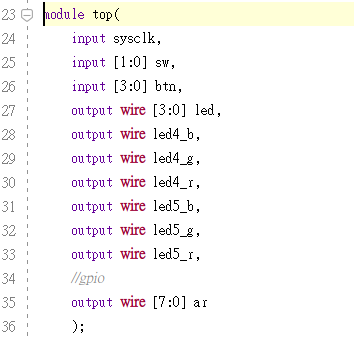 23 module top(
24 input sysclk,
25 input [1:0] sw,
26 input [3:0] btn,
27 output wire [3:0] led,
28 output wire led4_b,
29 output wire led4_g,
30 output wire led4_r,
31 output wire led5_b,
32 output wire led5_g,
33 output wire led5_r,
34 //gpio
35 output wire [7:0] ar
36 );